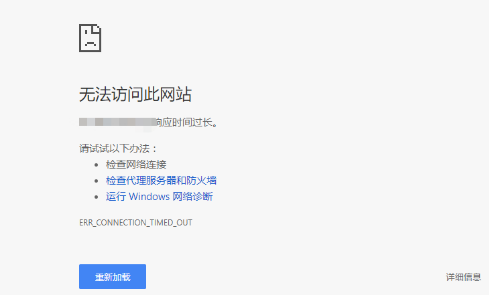 无法访问此网站
响应时间过长。
请试试以下办法：
检查网络连接
检查代理服务器和防火墙
运行 Windows 网络诊断
ERR_CONNECTION_TIMED_OUT
重新加载
详细信息